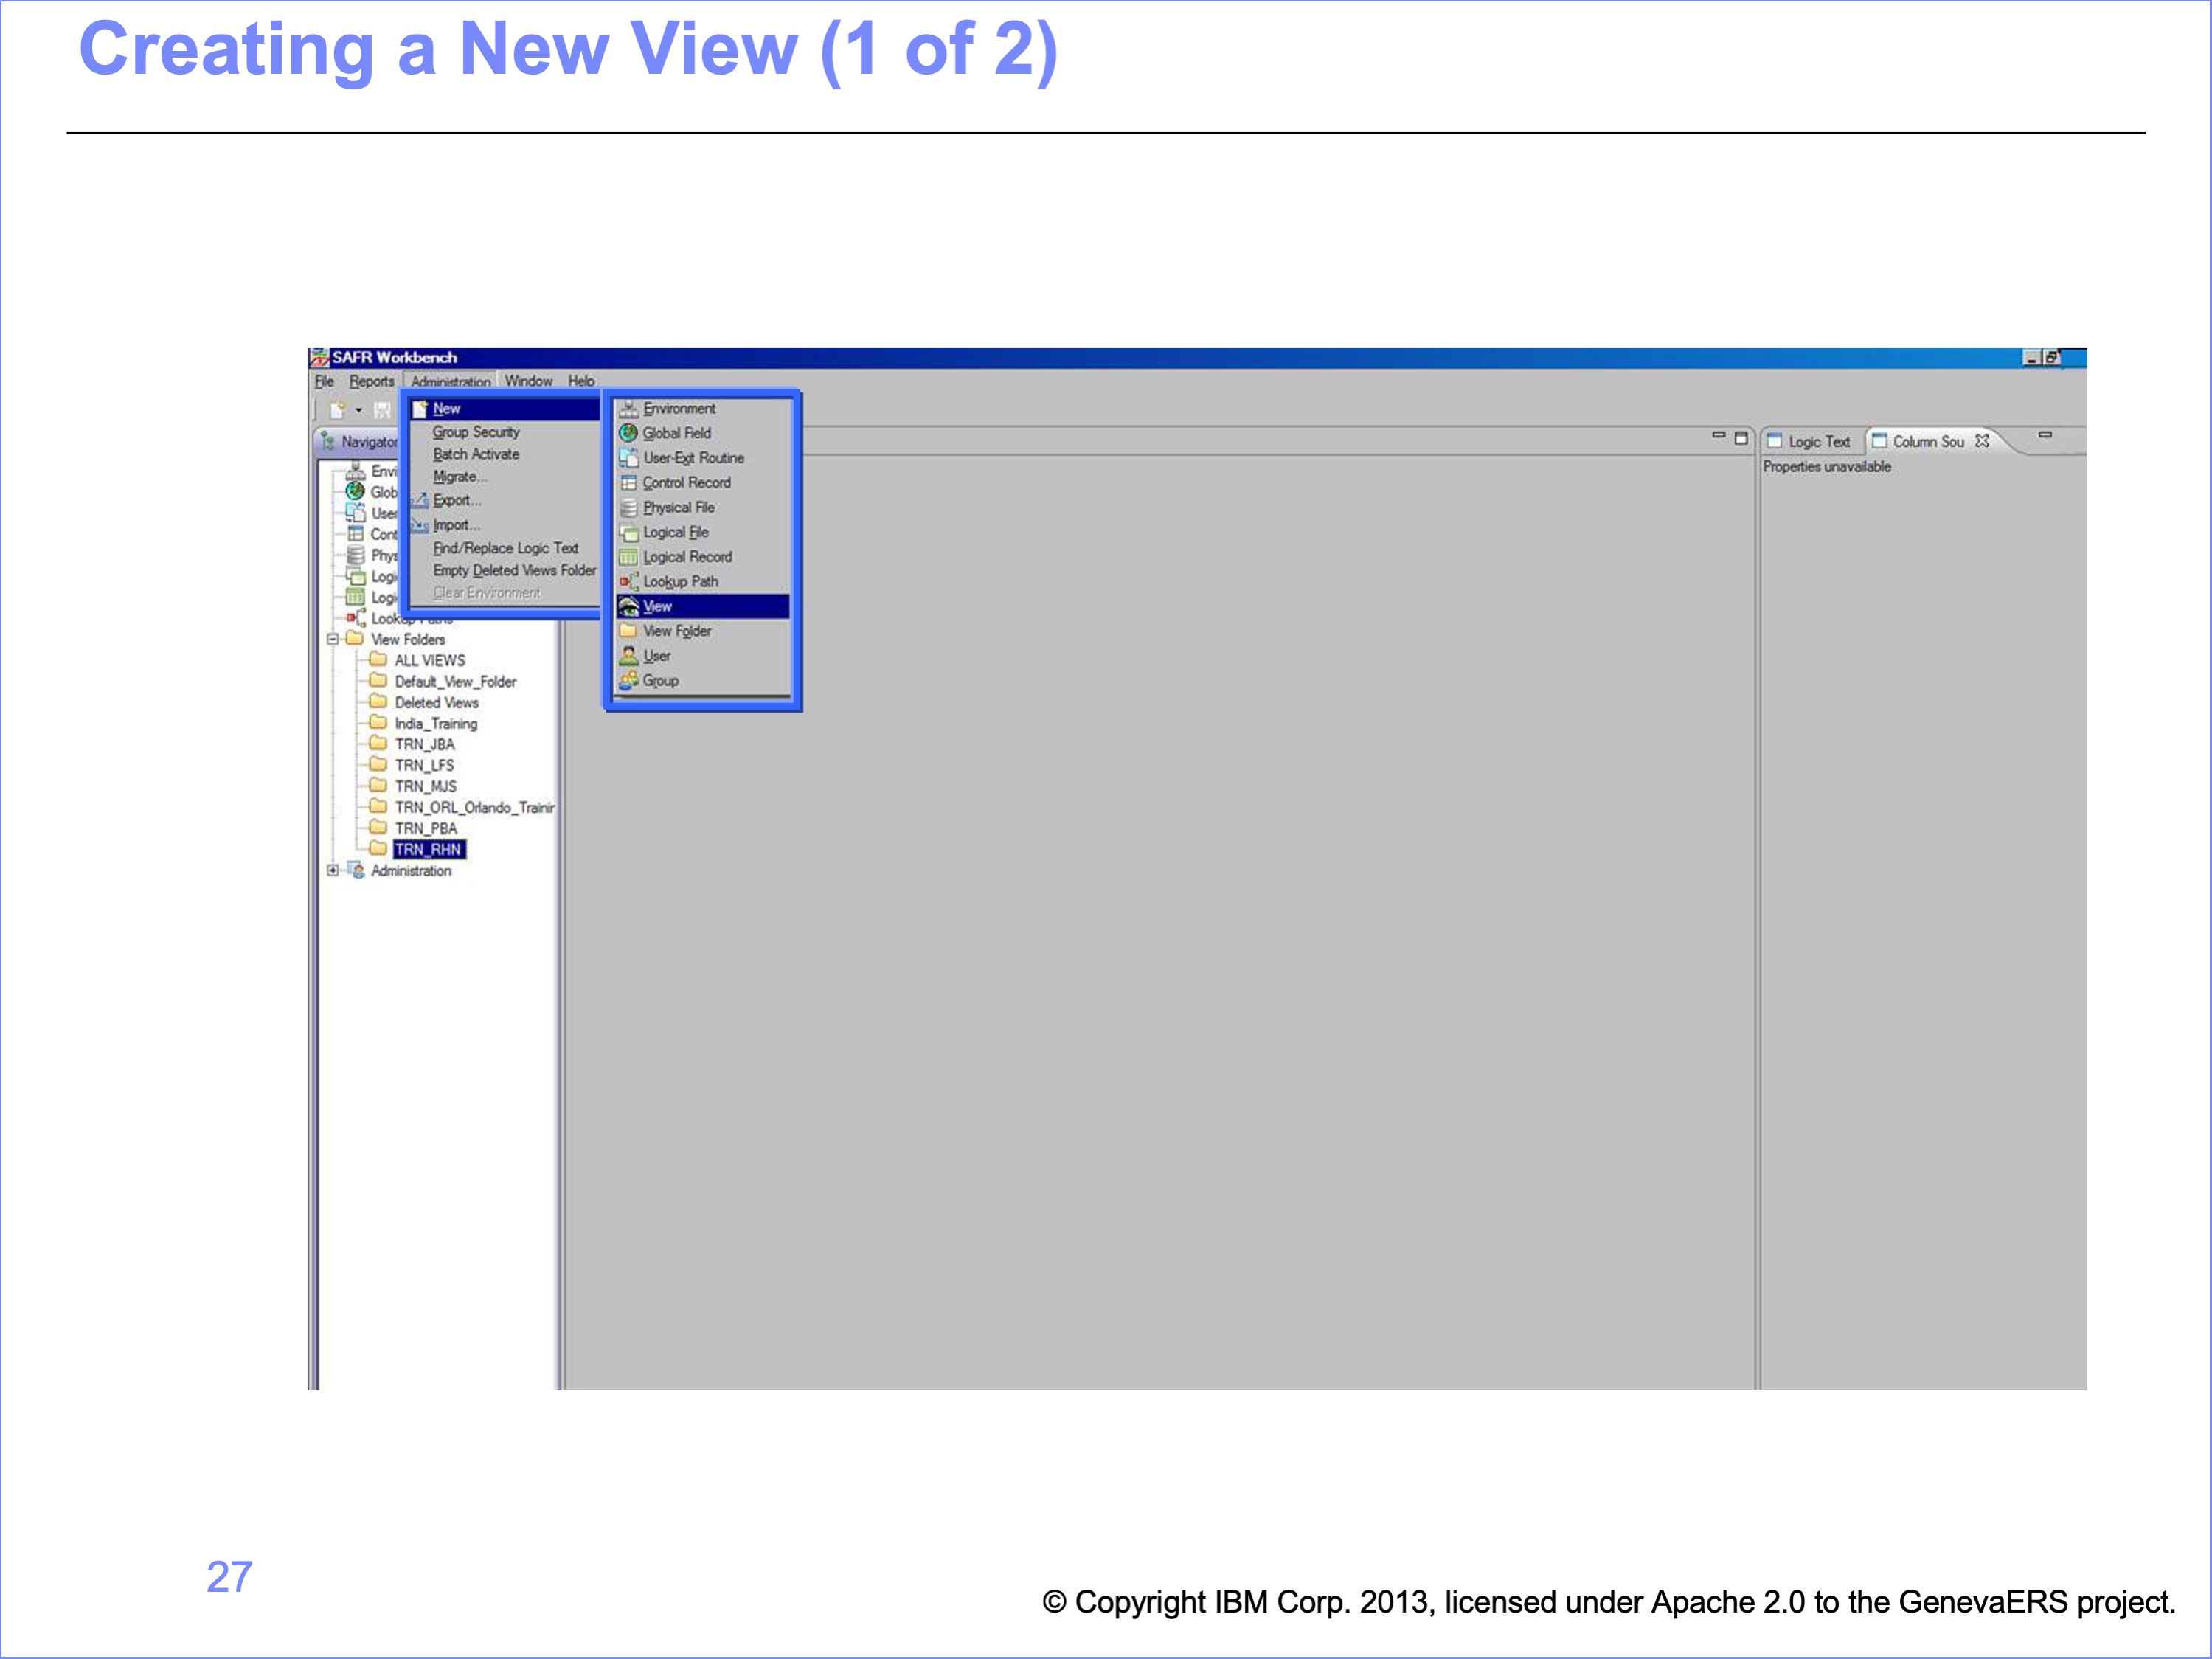 Creating a New View (1 of 2)
SAFR Workbench
File Reports Administration Window Help
New
Group Security
Batch Activate
Migrate...
Export...
Import...
Find/Replace Logic Text
Empty Deleted Views Folder
Clear Environment
Environment
Global Field
User-Exit Routine
Control Record
Physical File
Logical File
Logical Record
Lookup Path
View
View Folder
User
Group
Navigator
Envi
Glob
User
Cont
Phys
Logi
Logi
Lookup Paths
View Folders
ALL VIEWS
Default_View_Folder
Deleted Views
India_Training
TRN_JBA
TRN_LFS
TRN_MJS
TRN_ORL_Orlando_Trainir
TRN_PBA
TRN_RHN
Administration
Logic Text Column Sou
Properties unavailable
27
© Copyright IBM Corp. 2013, licensed under Apache 2.0 to the GenevaERS project.